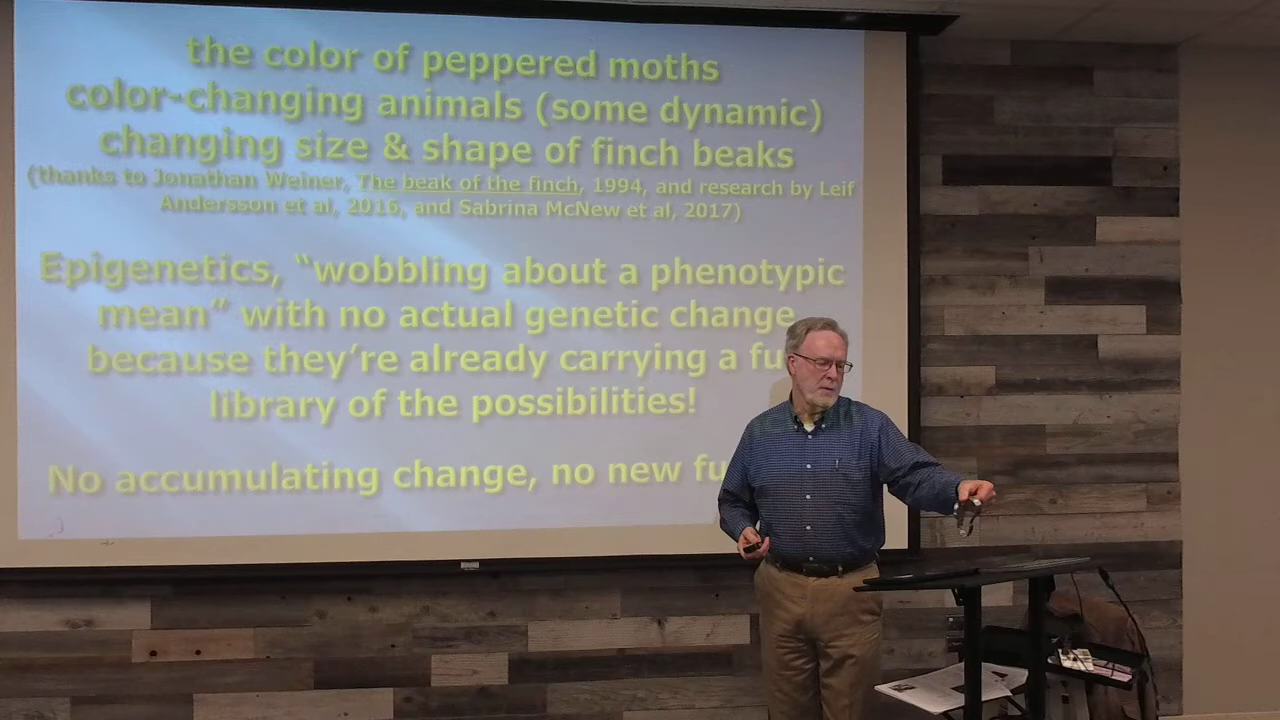 the color of peppered moths
color-changing animals (some dynamic)
changing size & shape of finch beaks
(thanks to Jonathan Weiner, The beak of the finch, 1994, and research by Leif
Andersson et al, 2016, and Sabrina McNew et al, 2017)
Epigenetics, “wobbling about a phenotypic
mean” with no actual genetic change
because they’re already carrying a fu
library of the possibilities!
No accumulating change, no new fu